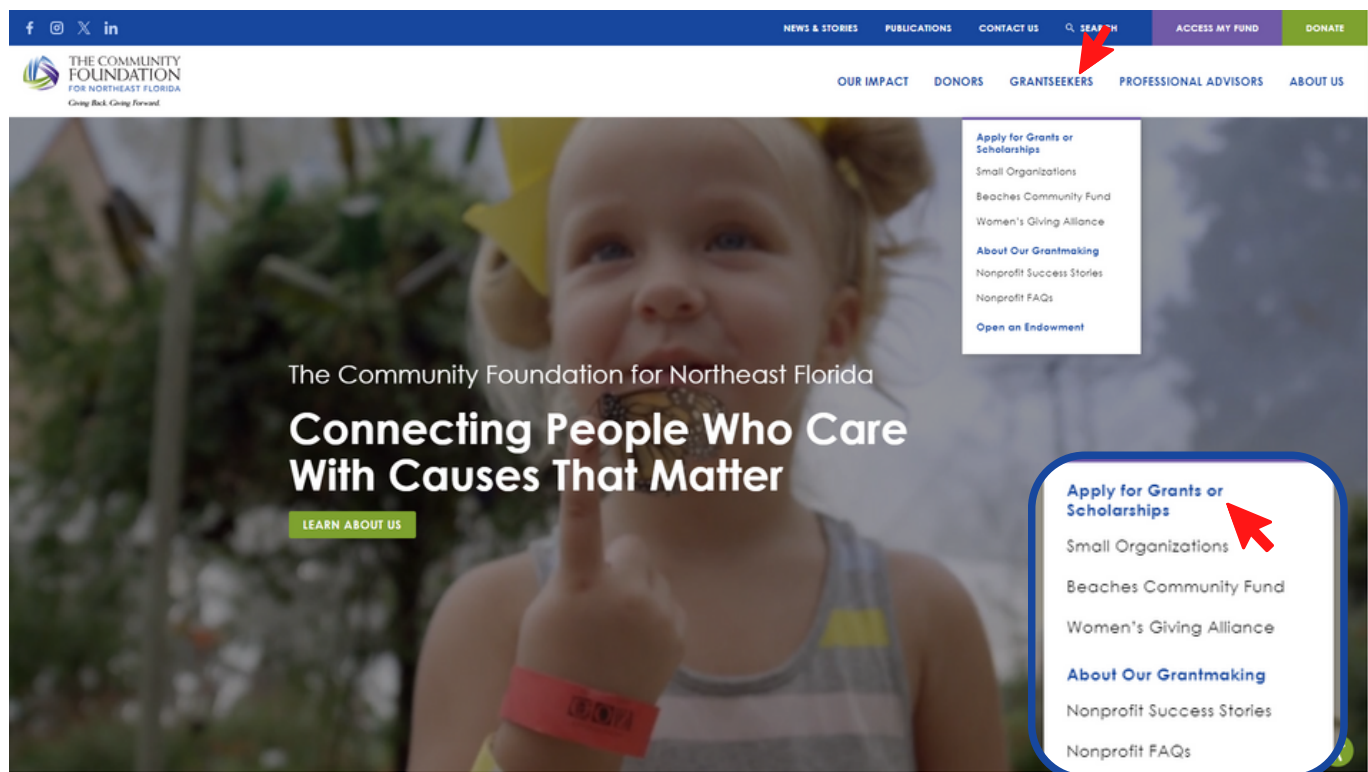 NEWS & STORIES PUBLICATIONS CONTACT US SEARCH ACCESS MY FUND DONATE
THE COMMUNITY
FOUNDATION
FOR NORTHEAST FLORIDA
Giving Back. Giving Forward.
OUR IMPACT DONORS GRANTSEEKERS PROFESSIONAL ADVISORS ABOUT US
Apply for Grants or
Scholarships
Small Organizations
Beaches Community Fund
Women's Giving Alliance
About Our Grantmaking
Nonprofit Success Stories
Nonprofit FAQs
Open an Endowment
The Community Foundation for Northeast Florida
Connecting People Who Care
With Causes That Matter
LEARN ABOUT US
Apply for Grants or
Scholarships
Small Organizations
Beaches Community Fund
Women's Giving Alliance
About Our Grantmaking
Nonprofit Success Stories
Nonprofit FAQs